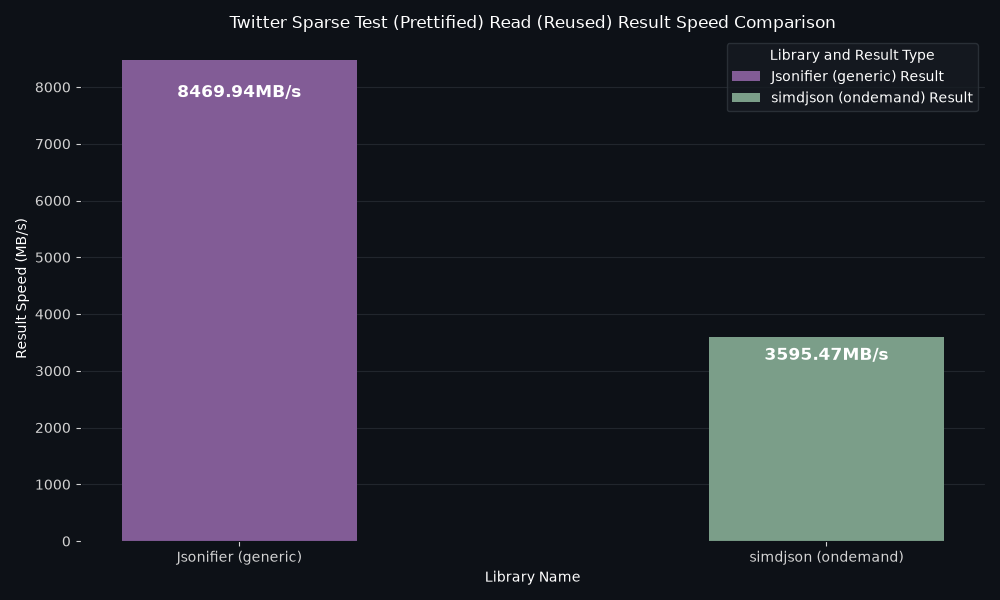 Twitter Sparse Test (Prettified) Read (Reused) Result Speed Comparison
Library and Result Type
Jsonifier (generic) Result
simdjson (ondemand) Result
8469.94MB/s
3595.47MB/s
Result Speed (MB/s)
8000
7000
6000
5000
4000
3000
2000
1000
0
Jsonifier (generic)
simdjson (ondemand)
Library Name